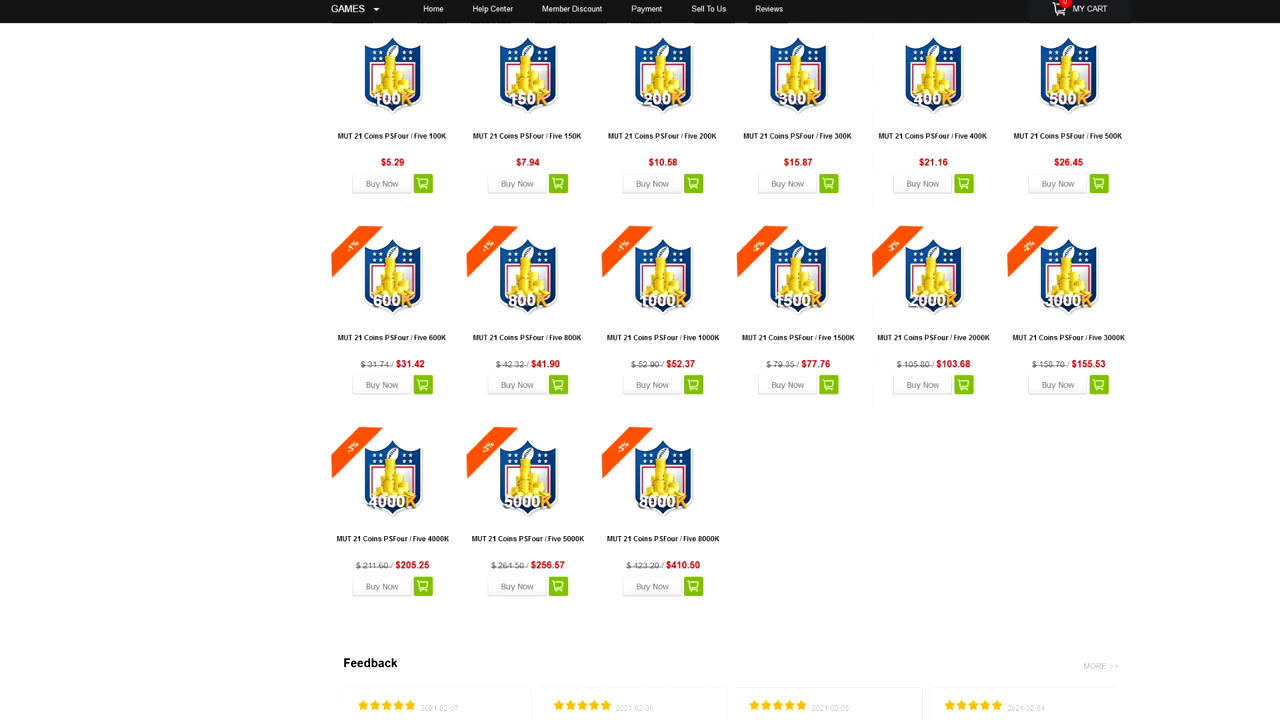 GAMES Home Help Center Member Discount Payment Sell To Us Reviews 0 MY CART
100K 150K 200K 300K 400K 500K
MUT 21 Coins PSFour / Five 100K MUT 21 Coins PSFour / Five 150K MUT 21 Coins PSFour / Five 200K MUT 21 Coins PSFour / Five 300K MUT 21 Coins PSFour / Five 400K MUT 21 Coins PSFour / Five 500K
$5.29 $7.94 $10.58 $15.87 $21.16 $26.45
Buy Now Buy Now Buy Now Buy Now Buy Now Buy Now
-1% -1% -1% -2% -2% -2%
600K 800K 1000K 1500K 2000K 3000K
MUT 21 Coins PSFour / Five 600K MUT 21 Coins PSFour / Five 800K MUT 21 Coins PSFour / Five 1000K MUT 21 Coins PSFour / Five 1500K MUT 21 Coins PSFour / Five 2000K MUT 21 Coins PSFour / Five 3000K
$ 31.74 / $31.42 $ 42.32 / $41.90 $ 52.90 / $52.37 $ 79.35 / $77.76 $ 105.80 / $103.68 $ 158.70 / $155.53
Buy Now Buy Now Buy Now Buy Now Buy Now Buy Now
-3% -3% -3%
4000K 5000K 8000K
MUT 21 Coins PSFour / Five 4000K MUT 21 Coins PSFour / Five 5000K MUT 21 Coins PSFour / Five 8000K
$ 211.60 / $205.25 $ 264.50 / $256.57 $ 423.20 / $410.50
Buy Now Buy Now Buy Now
Feedback MORE >>
2021-02-07 2021-02-06 2021-02-05 2021-02-04